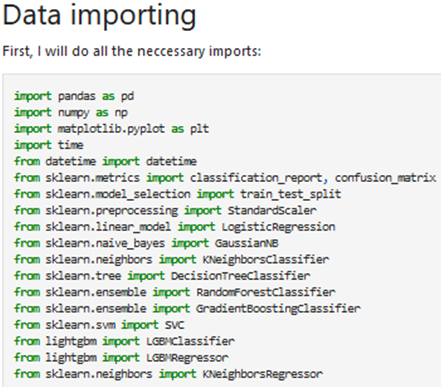 Data importing
First, I will do all the neccessary imports:
import pandas as pd
import numpy as np
import matplotlib.pyplot as plt
import time
from datetime import datetime
from sklearn.metrics import classification_report, confusion_matrix
from sklearn.model_selection import train_test_split
from sklearn.preprocessing import StandardScaler
from sklearn.linear_model import LogisticRegression
from sklearn.naive_bayes import GaussianNB
from sklearn.neighbors import KNeighborsClassifier
from sklearn.tree import DecisionTreeClassifier
from sklearn.ensemble import RandomForestClassifier
from sklearn.ensemble import GradientBoostingClassifier
from sklearn.svm import SVC
from lightgbm import LGBMClassifier
from lightgbm import LGBMRegressor
from sklearn.neighbors import KNeighborsRegressor